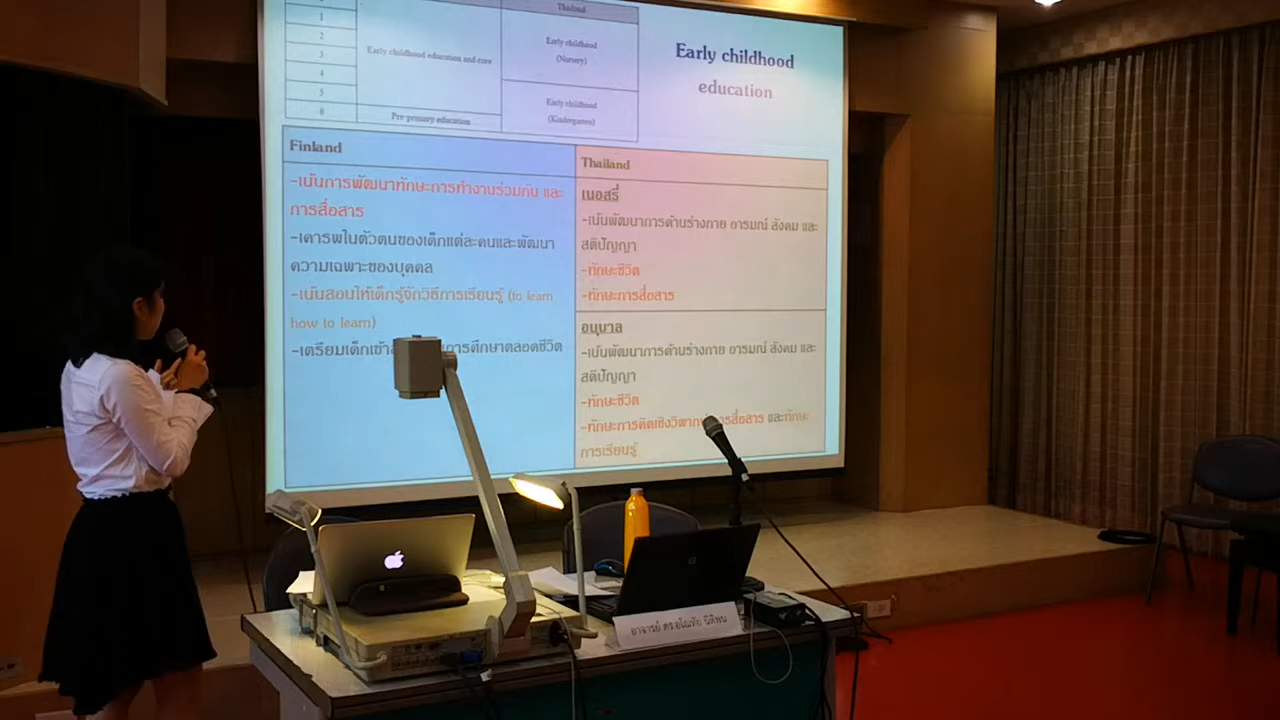 Thailand
1
2
3
4
5
6
Early childhood education and care
Pre-primary education
Early childhood
(Nursery)
Early childhood
(Kindergarten)
Early childhood
education
Finland
-เน้นการพัฒนาทักษะการทำงานร่วมกัน และ
การสื่อสาร
-เคารพในตัวตนของเด็กแต่ละคนและพัฒนา
ความเฉพาะของบุคคล
-เน้นสอนให้เด็กรู้จักวิธีการเรียนรู้ (to learn
how to learn)
-เตรียมเด็กเข้า การศึกษาตลอดชีวิต
Thailand
เนอสรี่
-เน้นพัฒนาการด้านร่างกาย อารมณ์ สังคม และ
สติปัญญา
-ทักษะชีวิต
-ทักษะการสื่อสาร
อนุบาล
-เน้นพัฒนาการด้านร่างกาย อารมณ์ สังคม และ
สติปัญญา
-ทักษะชีวิต
-ทักษะการคิดเชิงวิพากษ์ การสื่อสาร และทักษะ
การเรียนรู้
อาจารย์ ดร.